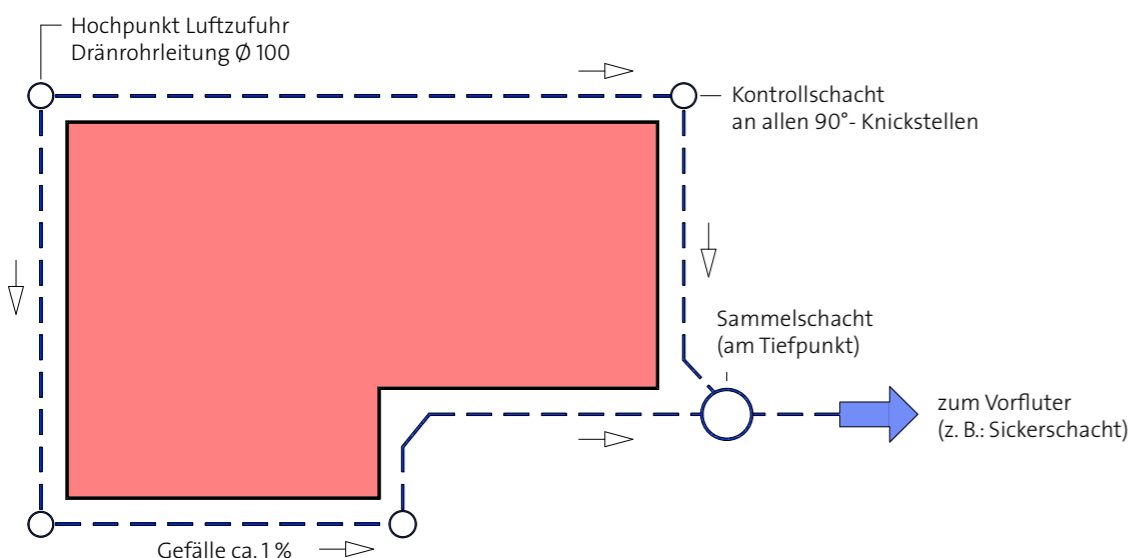 Hochpunkt Luftzufuhr
Dränrohrleitung Ø 100
Kontrollschacht
an allen 90°- Knickstellen
Sammelschacht
(am Tiefpunkt)
zum Vorfluter
(z. B.: Sickerschacht)
Gefälle ca. 1 %